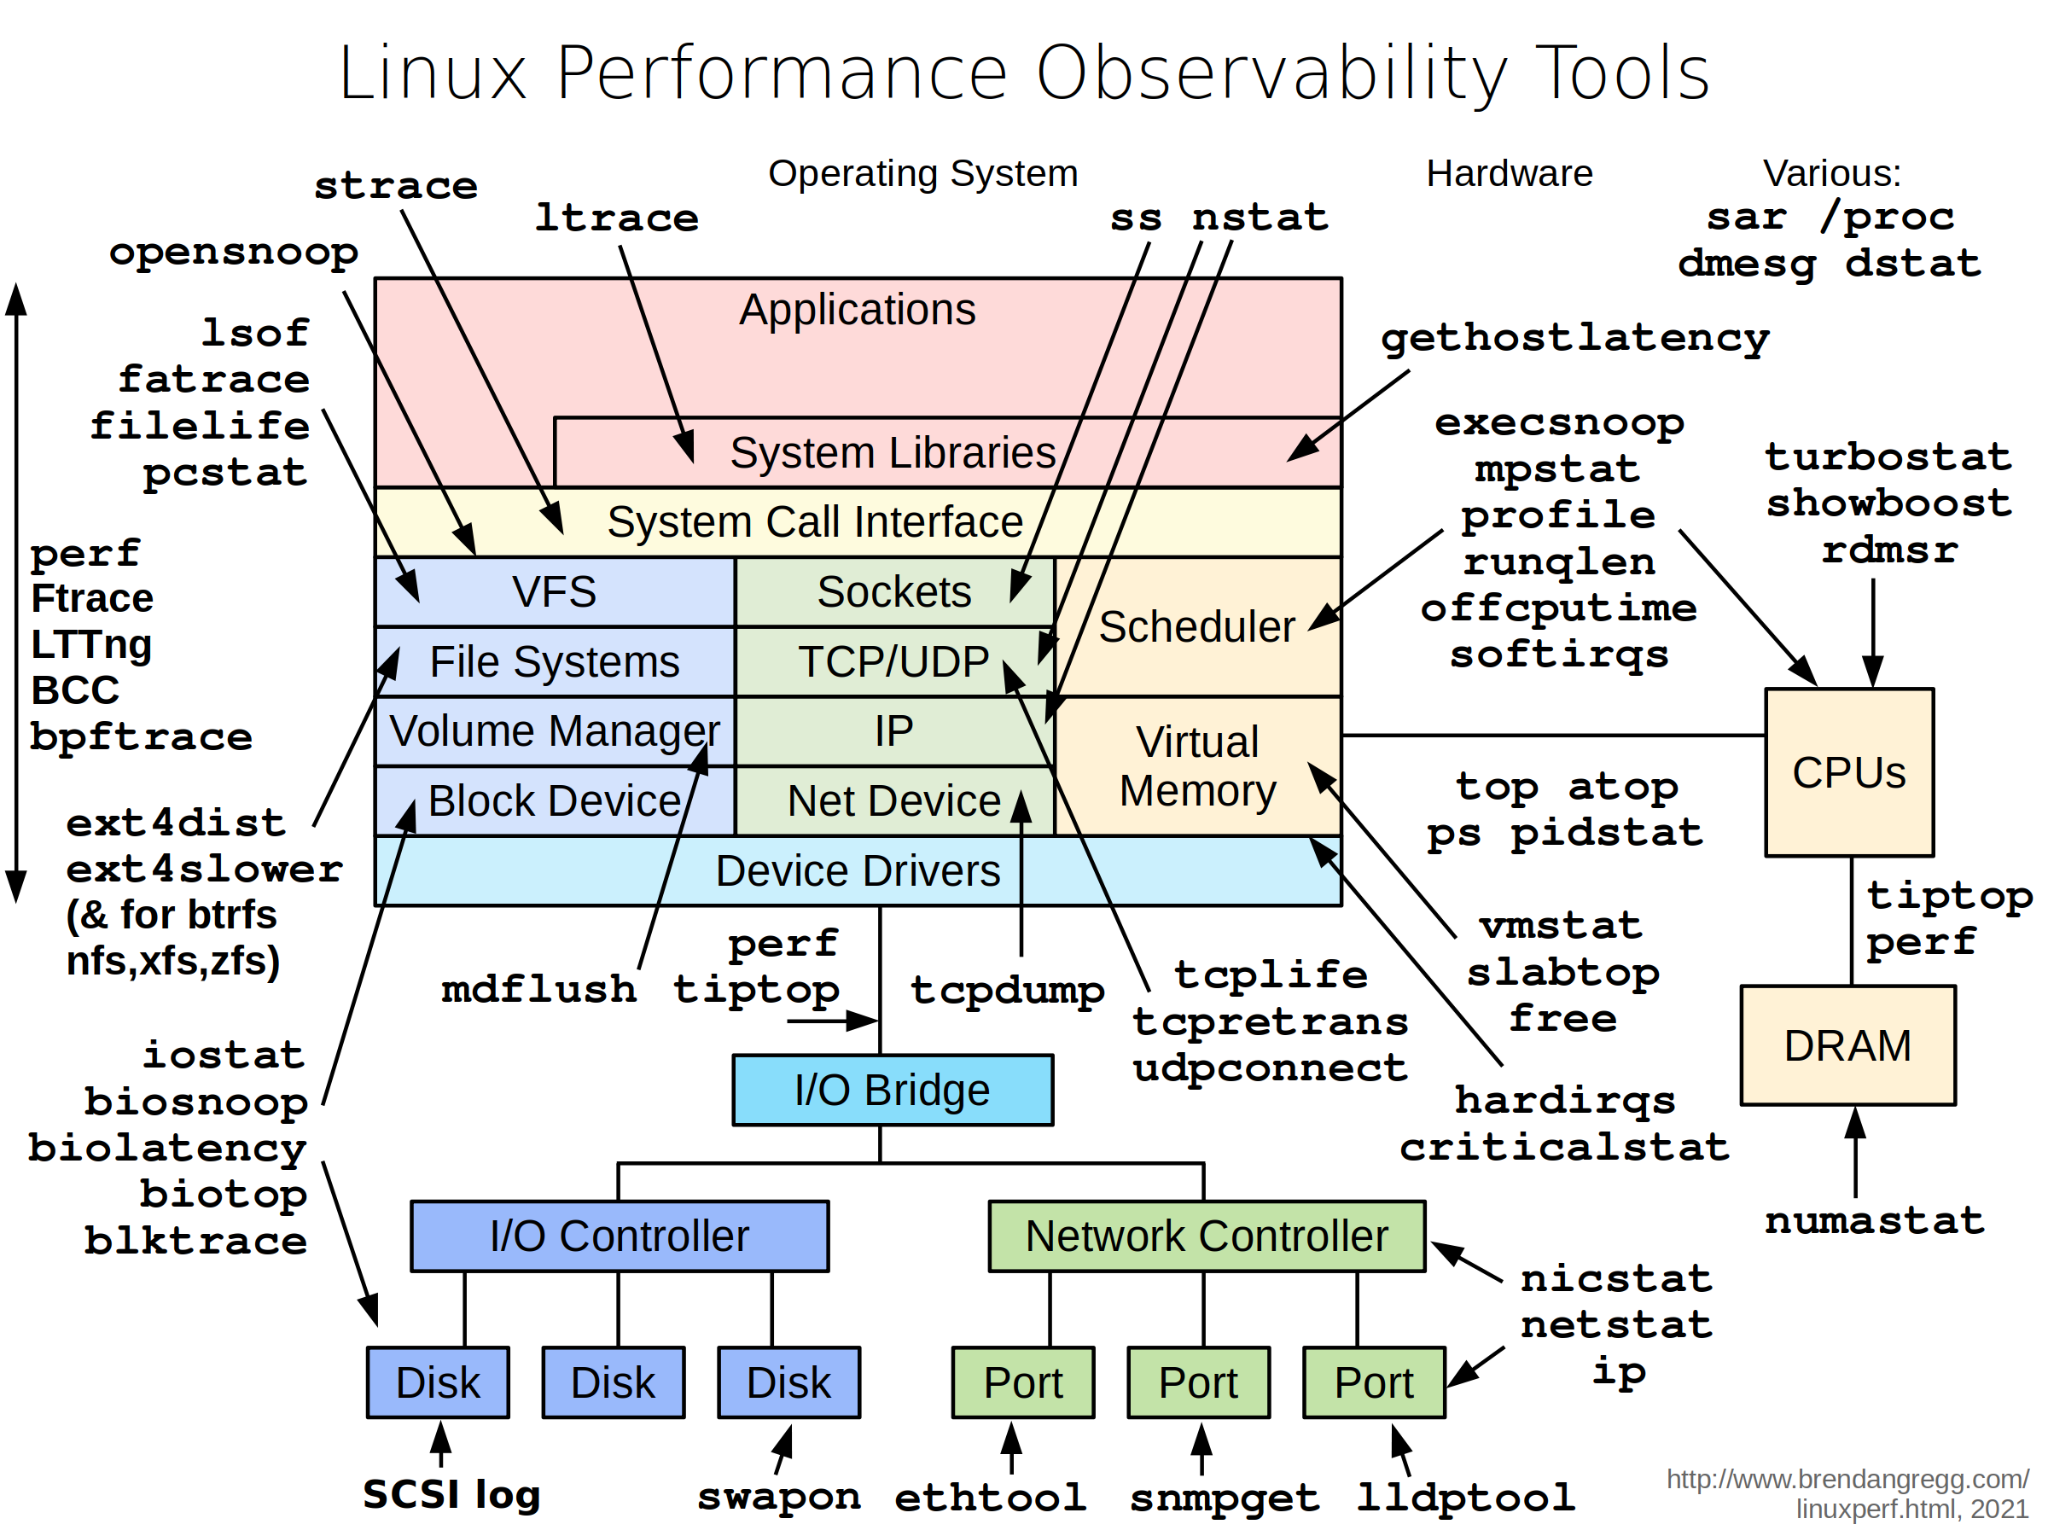 Linux Performance Observability Tools
Operating System
Hardware
Various:
sar /proc
dmesg dstat
strace
ltrace
ss nstat
opensnoop
lsof
fatrace
filelife
pcstat
gethostlatency
Applications
System Libraries
System Call Interface
VFS
Sockets
Scheduler
File Systems
TCP/UDP
Volume Manager
IP
Virtual
Memory
Block Device
Net Device
Device Drivers
execsnoop
mpstat
profile
runqlen
offcputime
softirqs
turbostat
showboost
rdmsr
perf
Ftrace
LTTng
BCC
bpftrace
CPUs
top atop
ps pidstat
ext4dist
ext4slower
(& for btrfs
nfs,xfs,zfs)
tiptop
perf
vmstat
slabtop
free
DRAM
mdflush
perf
tiptop
tcpdump
tcplife
tcpretrans
udpconnect
iostat
biosnoop
biolatency
biotop
blktrace
I/O Bridge
hardirqs
criticalstat
numastat
I/O Controller
Network Controller
nicstat
netstat
ip
Disk
Disk
Disk
Port
Port
Port
SCSI log
swapon
ethtool
snmpget
lldptool
http://www.brendangregg.com/
linuxperf.html, 2021